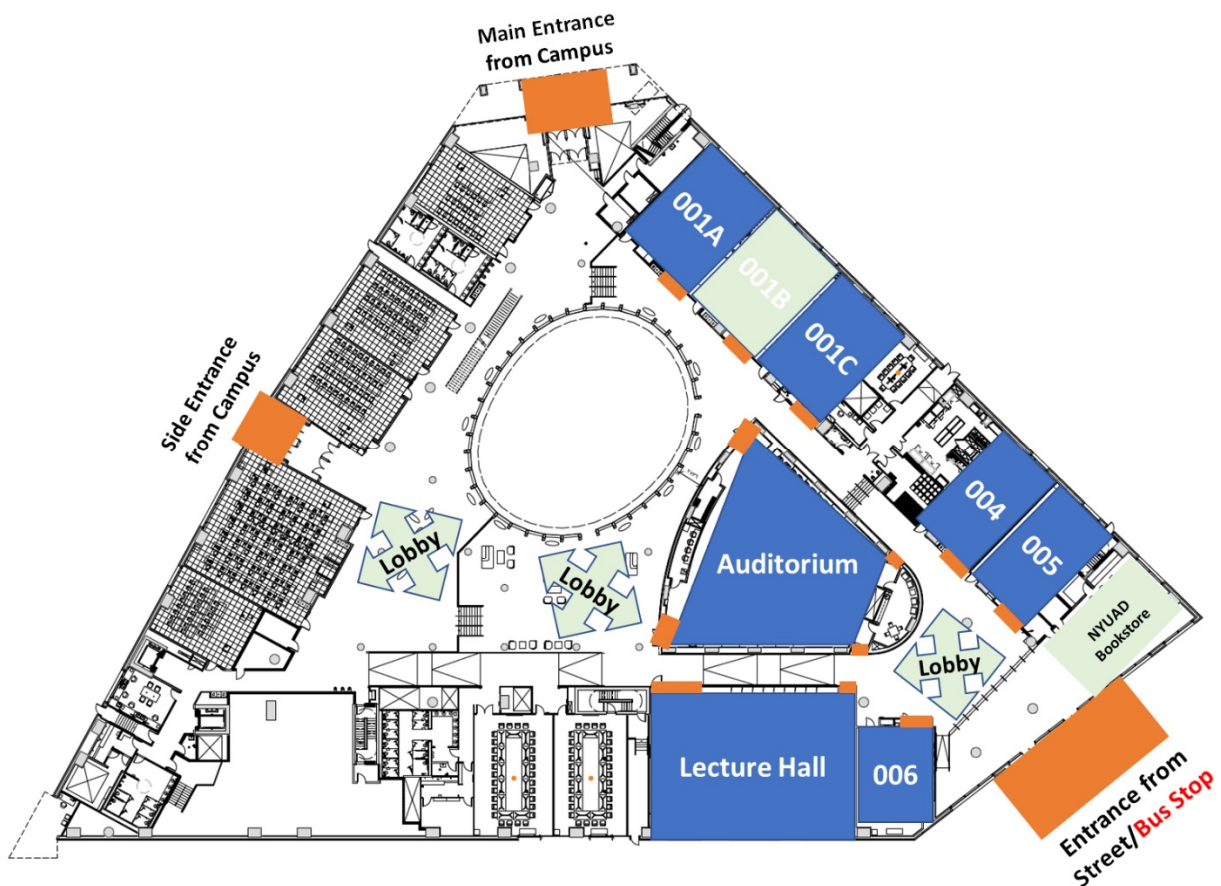 Main Entrance
from Campus
001A
001B
001C
Side Entrance
from Campus
004
005
Auditorium
Lobby
Lobby
Lobby
NYUAD
Bookstore
Lecture Hall
006
Entrance from
Street/Bus Stop